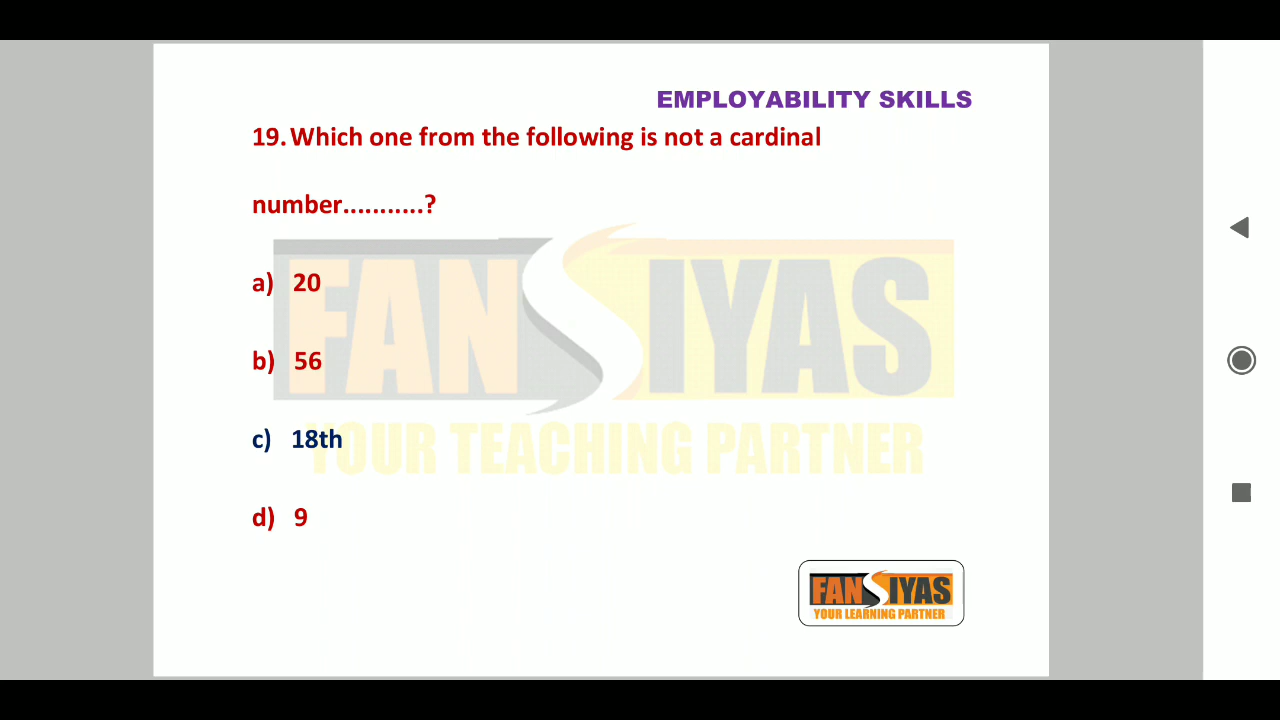 EMPLOYABILITY SKILLS
19. Which one from the following is not a cardinal
number...........?
FANSIYAS
a) 20
b) 56
YOUR TEACHING PARTNER
c) 18th
d) 9
FANSIYAS
YOUR LEARNING PARTNER